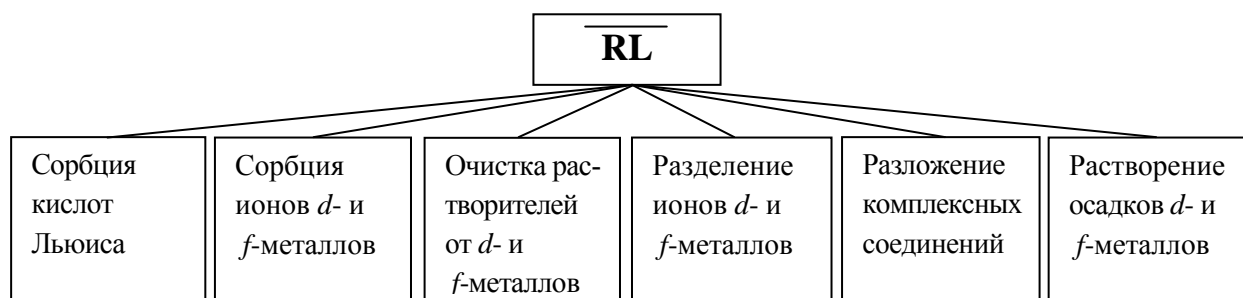 RL
Сорбция
кислот
Льюиса
Сорбция
ионов d- и
f-металлов
Очистка рас-
творителей
от d- и
f-металлов
Разделение
ионов d- и
f-металлов
Разложение
комплексных
соединений
Растворение
осадков d- и
f-металлов